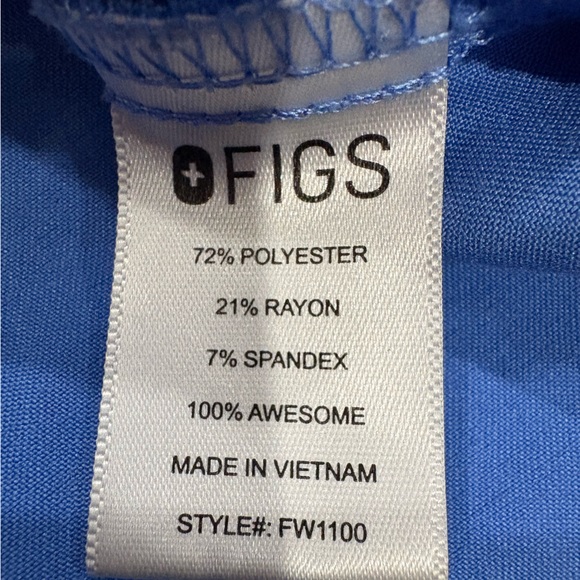 FIGS
72% POLYESTER
21% RAYON
7% SPANDEX
100% AWESOME
MADE IN VIETNAM
STYLE#: FW1100